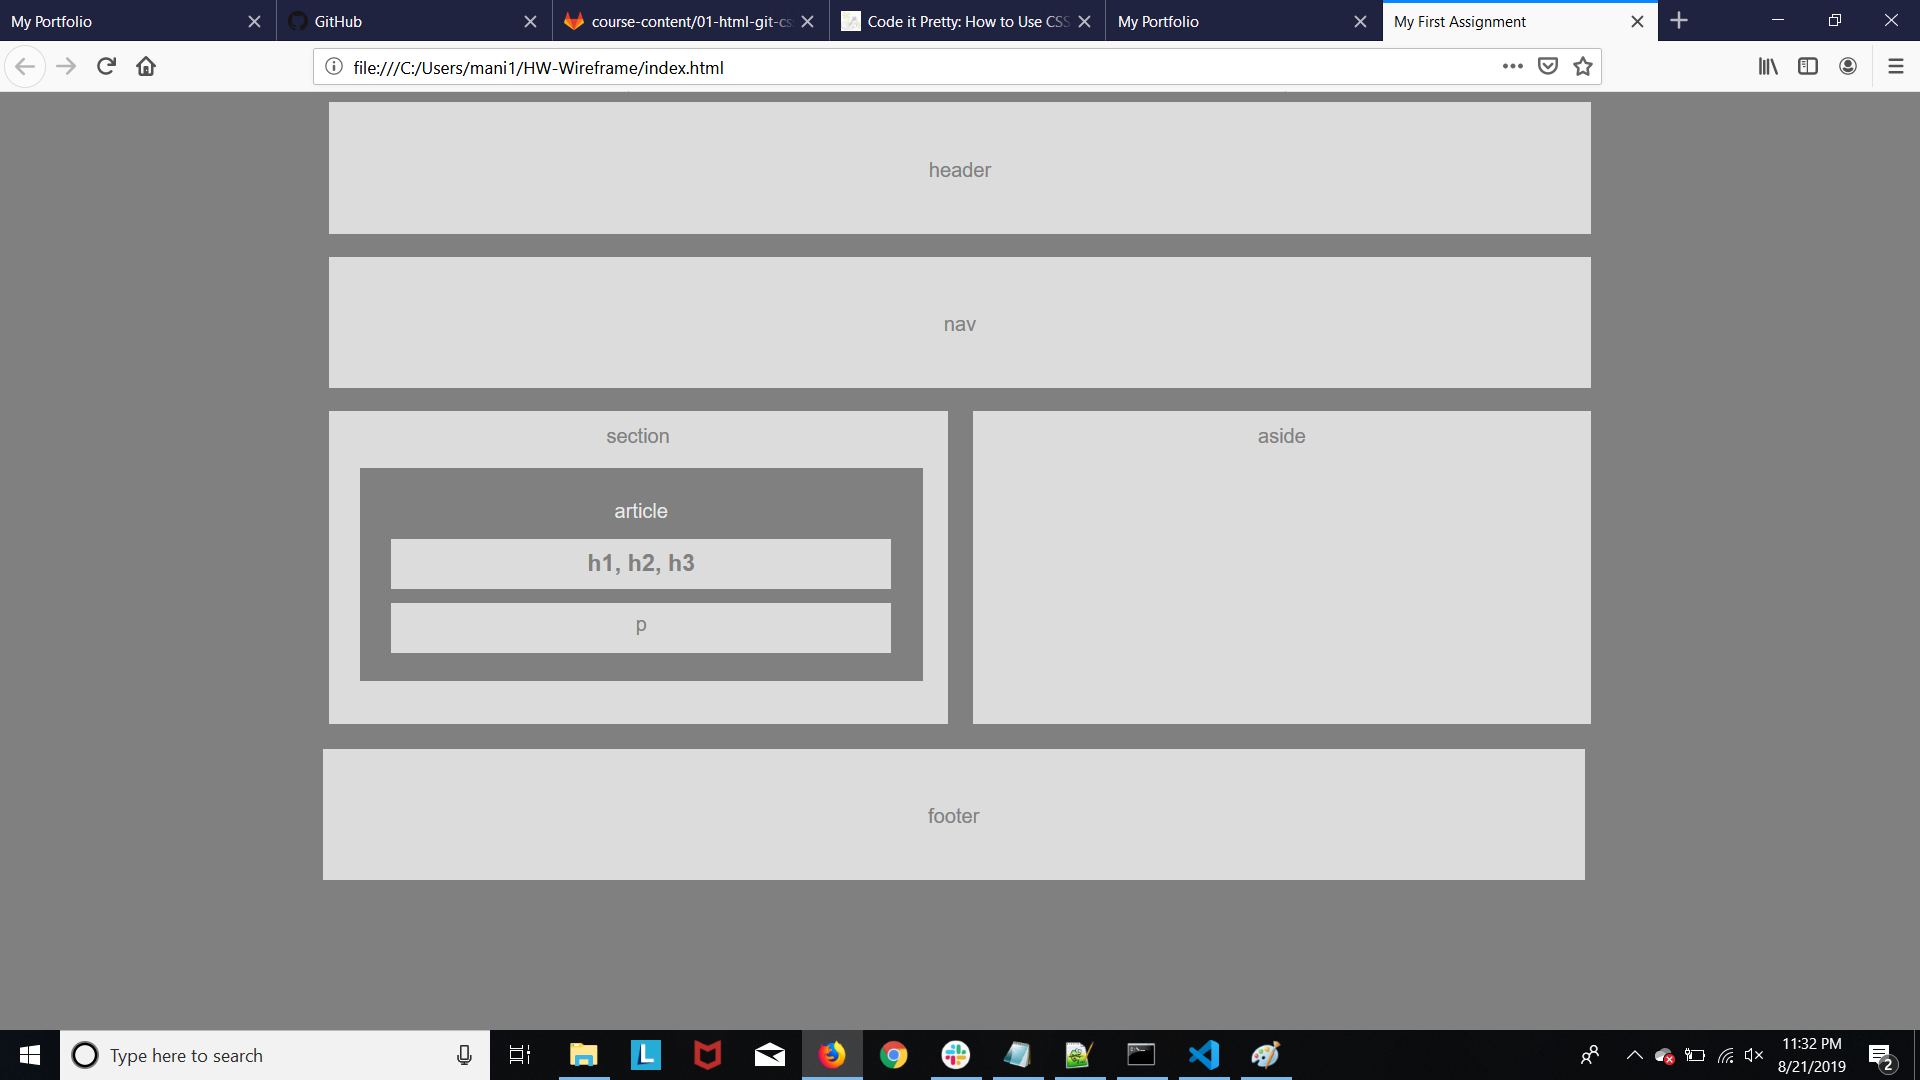 My Portfolio
GitHub
course-content/01-html-git-cs
Code it Pretty: How to Use CSS
My Portfolio
My First Assignment
file:///C:/Users/mani1/HW-Wireframe/index.html
header
nav
section
aside
article
h1, h2, h3
p
footer
Type here to search
L
11:32 PM
8/21/2019
2